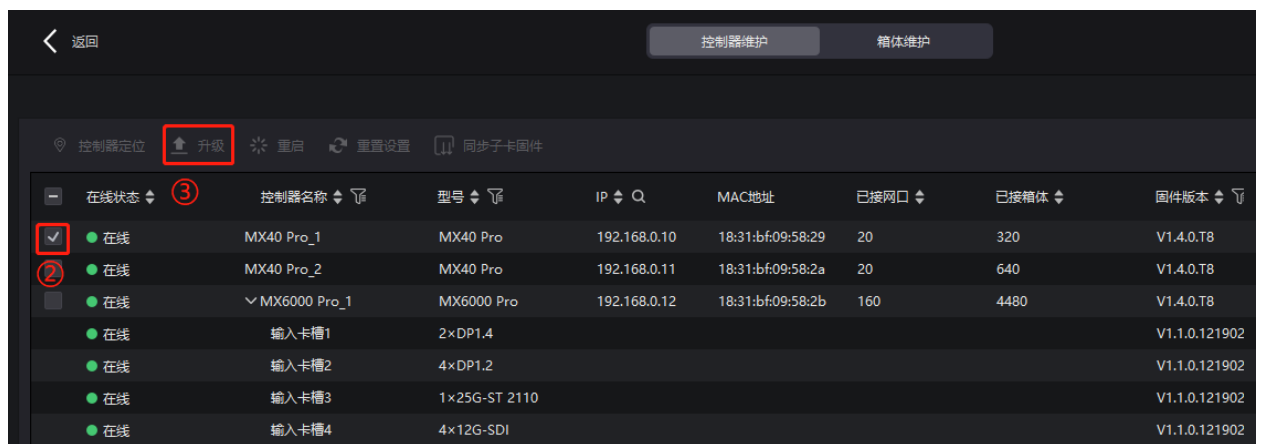 返回
控制器维护 箱体维护
控制器定位 升级 重启 重置设置 同步子卡固件
在线状态 ③ 控制器名称 型号 IP MAC地址 已接网口 已接箱体 固件版本
在线 MX40 Pro_1 MX40 Pro 192.168.0.10 18:31:bf:09:58:29 20 320 V1.4.0.T8
② 在线 MX40 Pro_2 MX40 Pro 192.168.0.11 18:31:bf:09:58:2a 20 640 V1.4.0.T8
在线 MX6000 Pro_1 MX6000 Pro 192.168.0.12 18:31:bf:09:58:2b 160 4480 V1.4.0.T8
在线 输入卡槽1 2×DP1.4 V1.1.0.121902
在线 输入卡槽2 4×DP1.2 V1.1.0.121902
在线 输入卡槽3 1×25G-ST 2110 V1.1.0.121902
在线 输入卡槽4 4×12G-SDI V1.1.0.121902